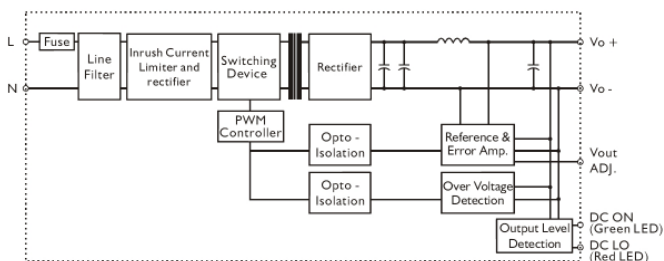 L
Fuse
N
Line
Filter
Inrush Current
Limiter and
rectifier
Switching
Device
Rectifier
Vo +
Vo -
PWM
Controller
Opto -
Isolation
Reference &
Error Amp.
Vout
ADJ.
Opto -
Isolation
Over Voltage
Detection
Output Level
Detection
DC ON
(Green LED)
DC LO
(Red LED)